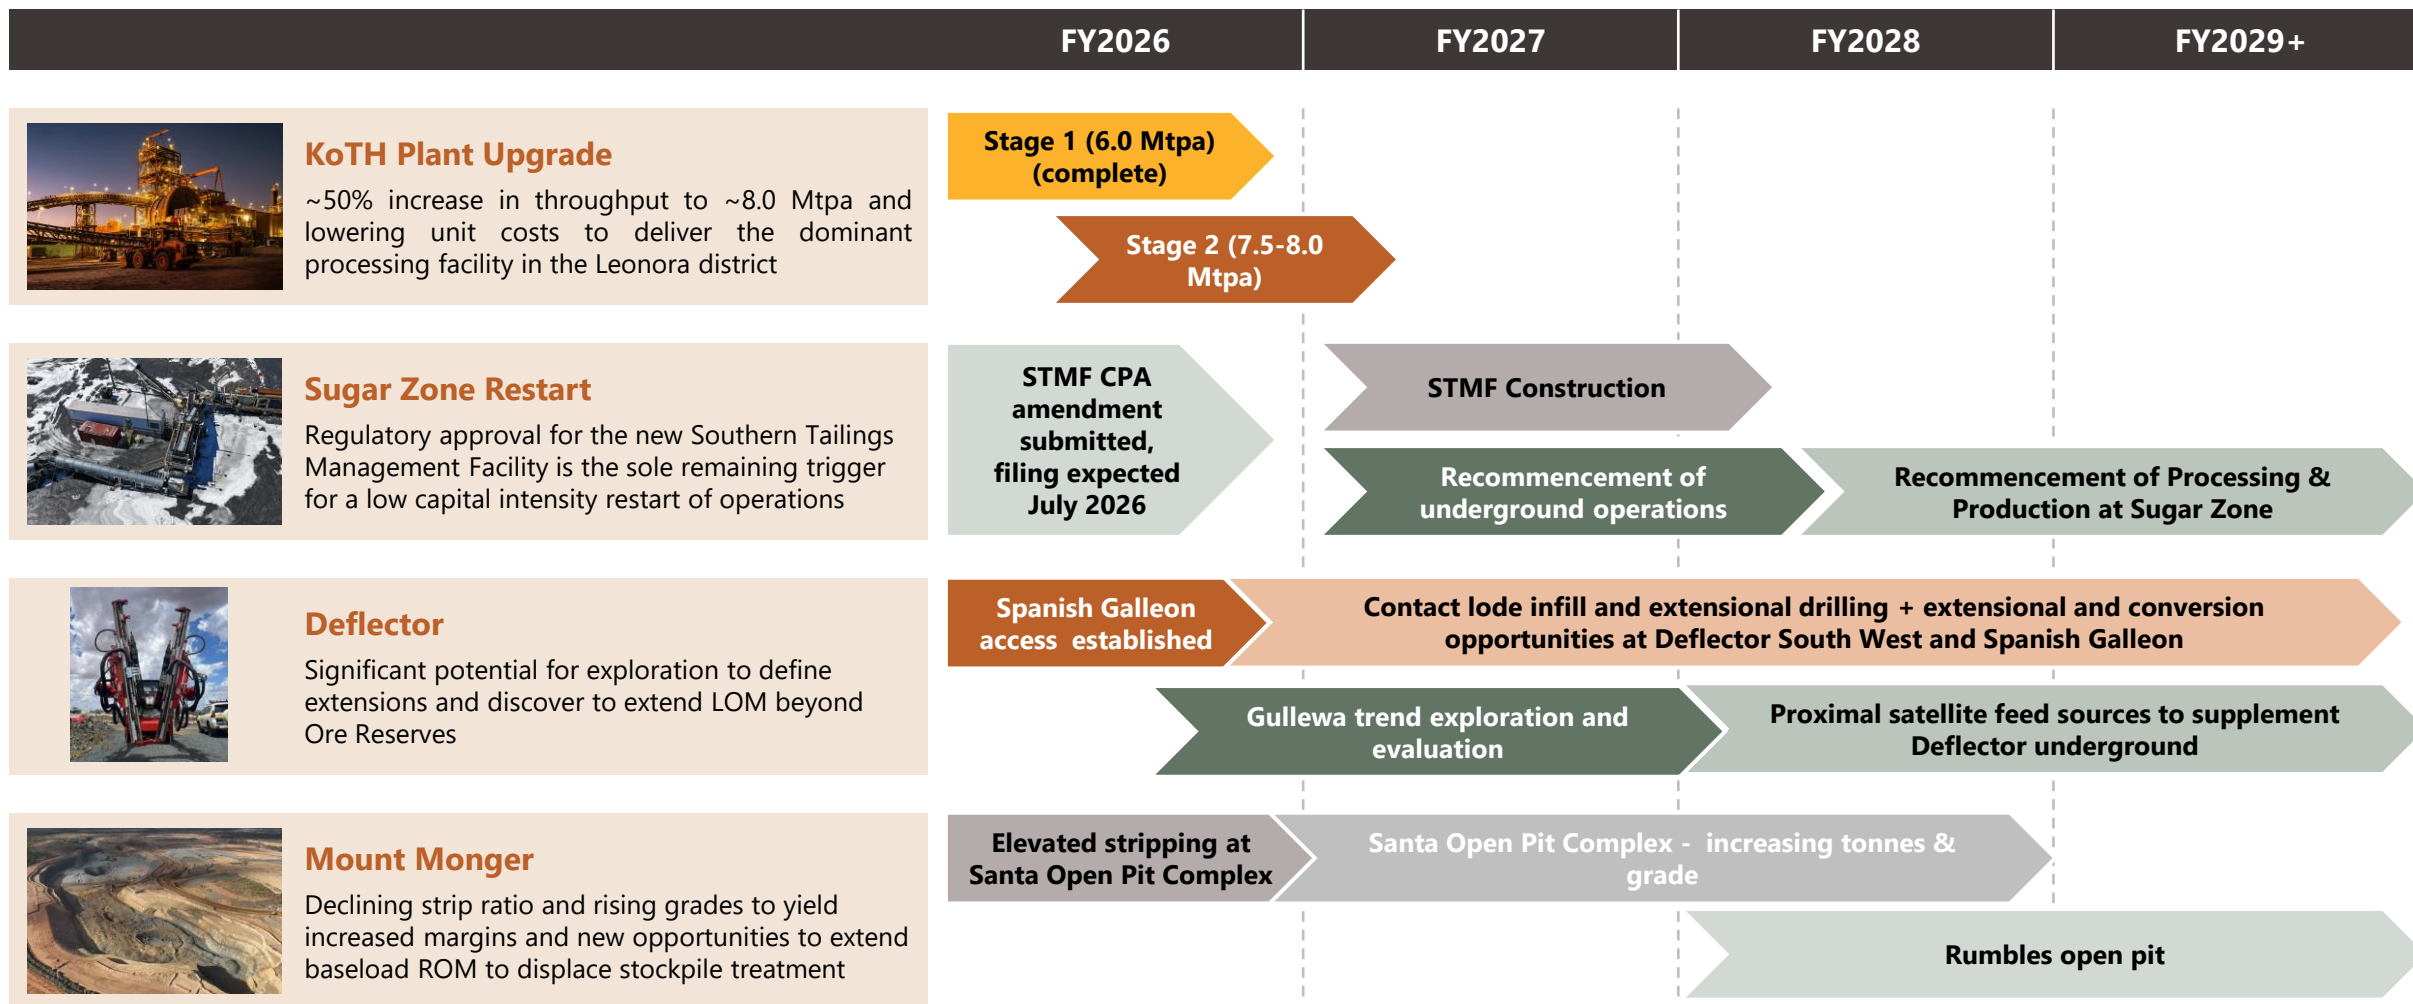 FY2026
FY2027
FY2028
FY2029+
KoTH Plant Upgrade
~50% increase in throughput to ~8.0 Mtpa and
lowering unit costs to deliver the dominant
processing facility in the Leonora district
Stage 1 (6.0 Mtpa)
(complete)
Stage 2 (7.5-8.0
Mtpa)
Sugar Zone Restart
Regulatory approval for the new Southern Tailings
Management Facility is the sole remaining trigger
for a low capital intensity restart of operations
STMF CPA
amendment
submitted,
filing expected
July 2026
STMF Construction
Recommencement of
underground operations
Recommencement of Processing &
Production at Sugar Zone
Deflector
Significant potential for exploration to define
extensions and discover to extend LOM beyond
Ore Reserves
Spanish Galleon
access  established
Contact lode infill and extensional drilling + extensional and conversion
opportunities at Deflector South West and Spanish Galleon
Gullewa trend exploration and
evaluation
Proximal satellite feed sources to supplement
Deflector underground
Mount Monger
Declining strip ratio and rising grades to yield
increased margins and new opportunities to extend
baseload ROM to displace stockpile treatment
Elevated stripping at
Santa Open Pit Complex
Santa Open Pit Complex -  increasing tonnes &
grade
Rumbles open pit